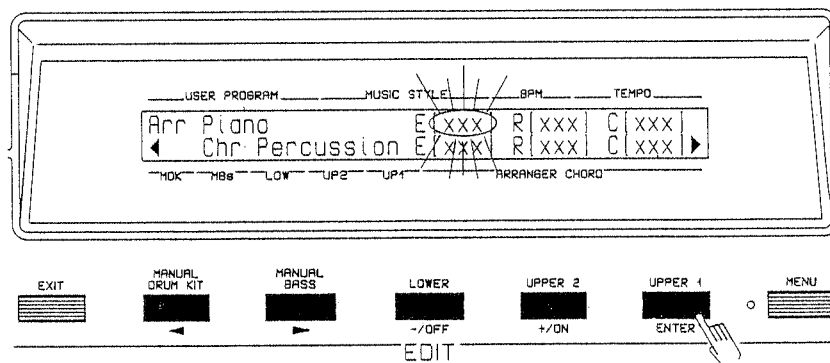 USER PROGRAM MUSIC STYLE BPM TEMPO
Arr Piano E[xxx] R[xxx] C[xxx]
◀ Chr Percussion E[xxx] R[xxx] C[xxx] ▶
MDK MBs LOW UP2 UP1 ARRANGER CHORD
EXIT MANUAL DRUM KIT MANUAL BASS LOWER UPPER 2 UPPER 1 MENU
◀ ▶ -/OFF +/ON ENTER
EDIT